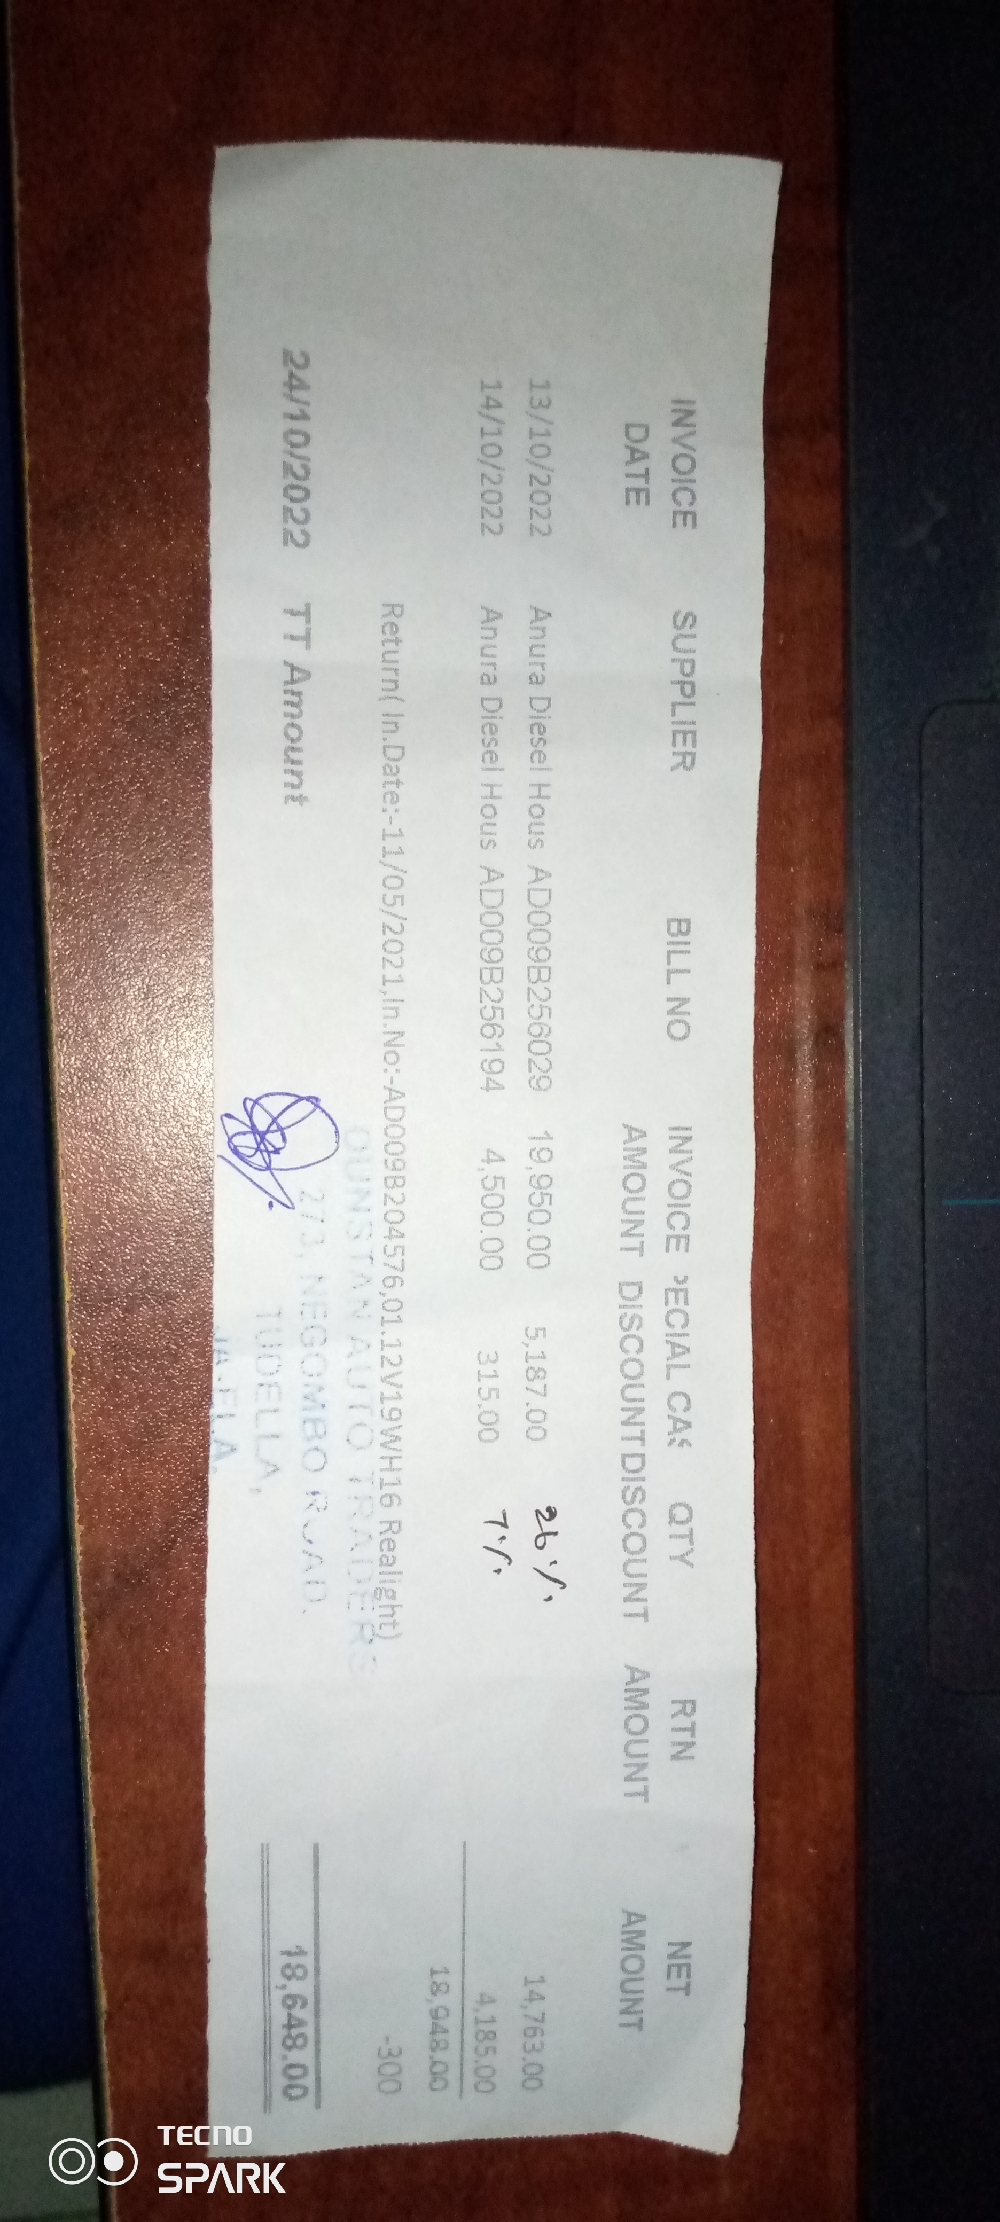 INVOICE SUPPLIER BILL NO INVOICE PECIAL CAS QTY RTN NET
DATE AMOUNT DISCOUNT DISCOUNT AMOUNT AMOUNT
13/10/2022 Anura Diesel Hous AD009B256029 19,950.00 5,187.00 26% 14,763.00
14/10/2022 Anura Diesel Hous AD009B256194 4,500.00 315.00 7% 4,185.00
18,948.00
Return( In.Date:-11/05/2021,In.No:-AD009B204576,01.12V19WH16 Realight) -300
DUNSTAN AUTO TRADERS
24/10/2022 TT Amount 18,648.00
273, NEGOMBO ROAD.
TUDELLA,
JA-ELA.
TECNO
SPARK